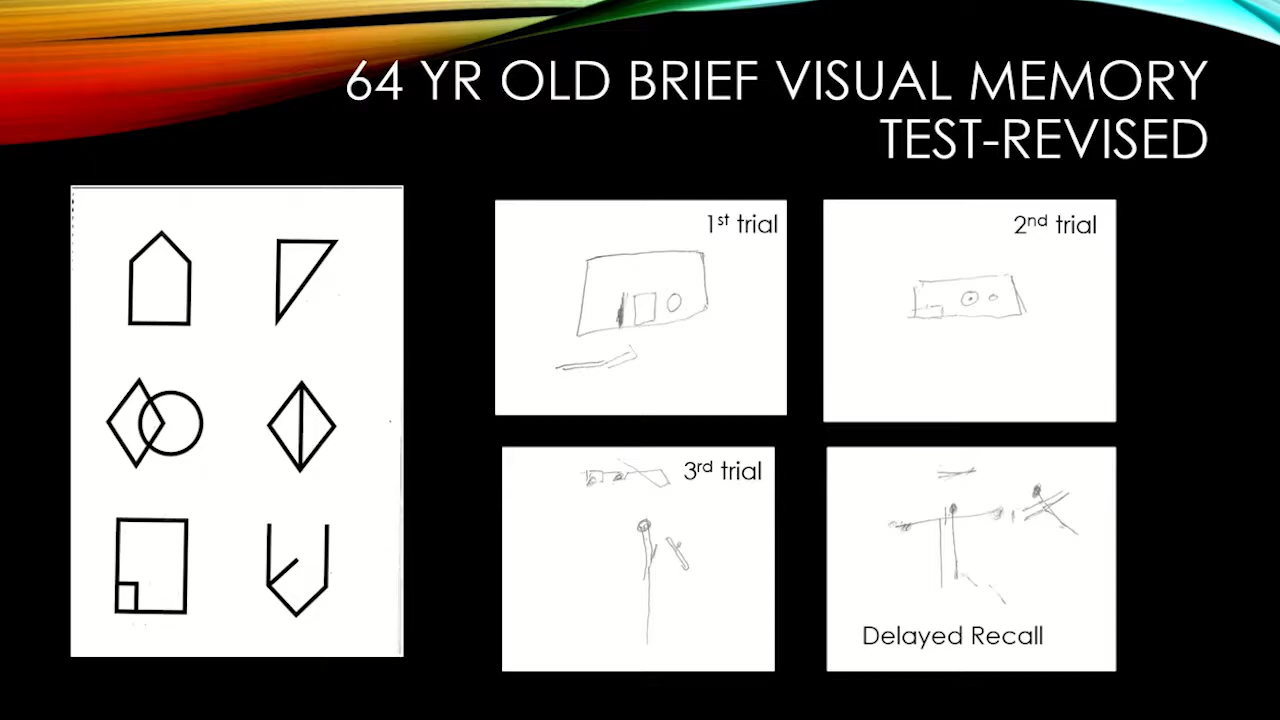 64 YR OLD BRIEF VISUAL MEMORY
TEST-REVISED
1st trial
2nd trial
3rd trial
Delayed Recall